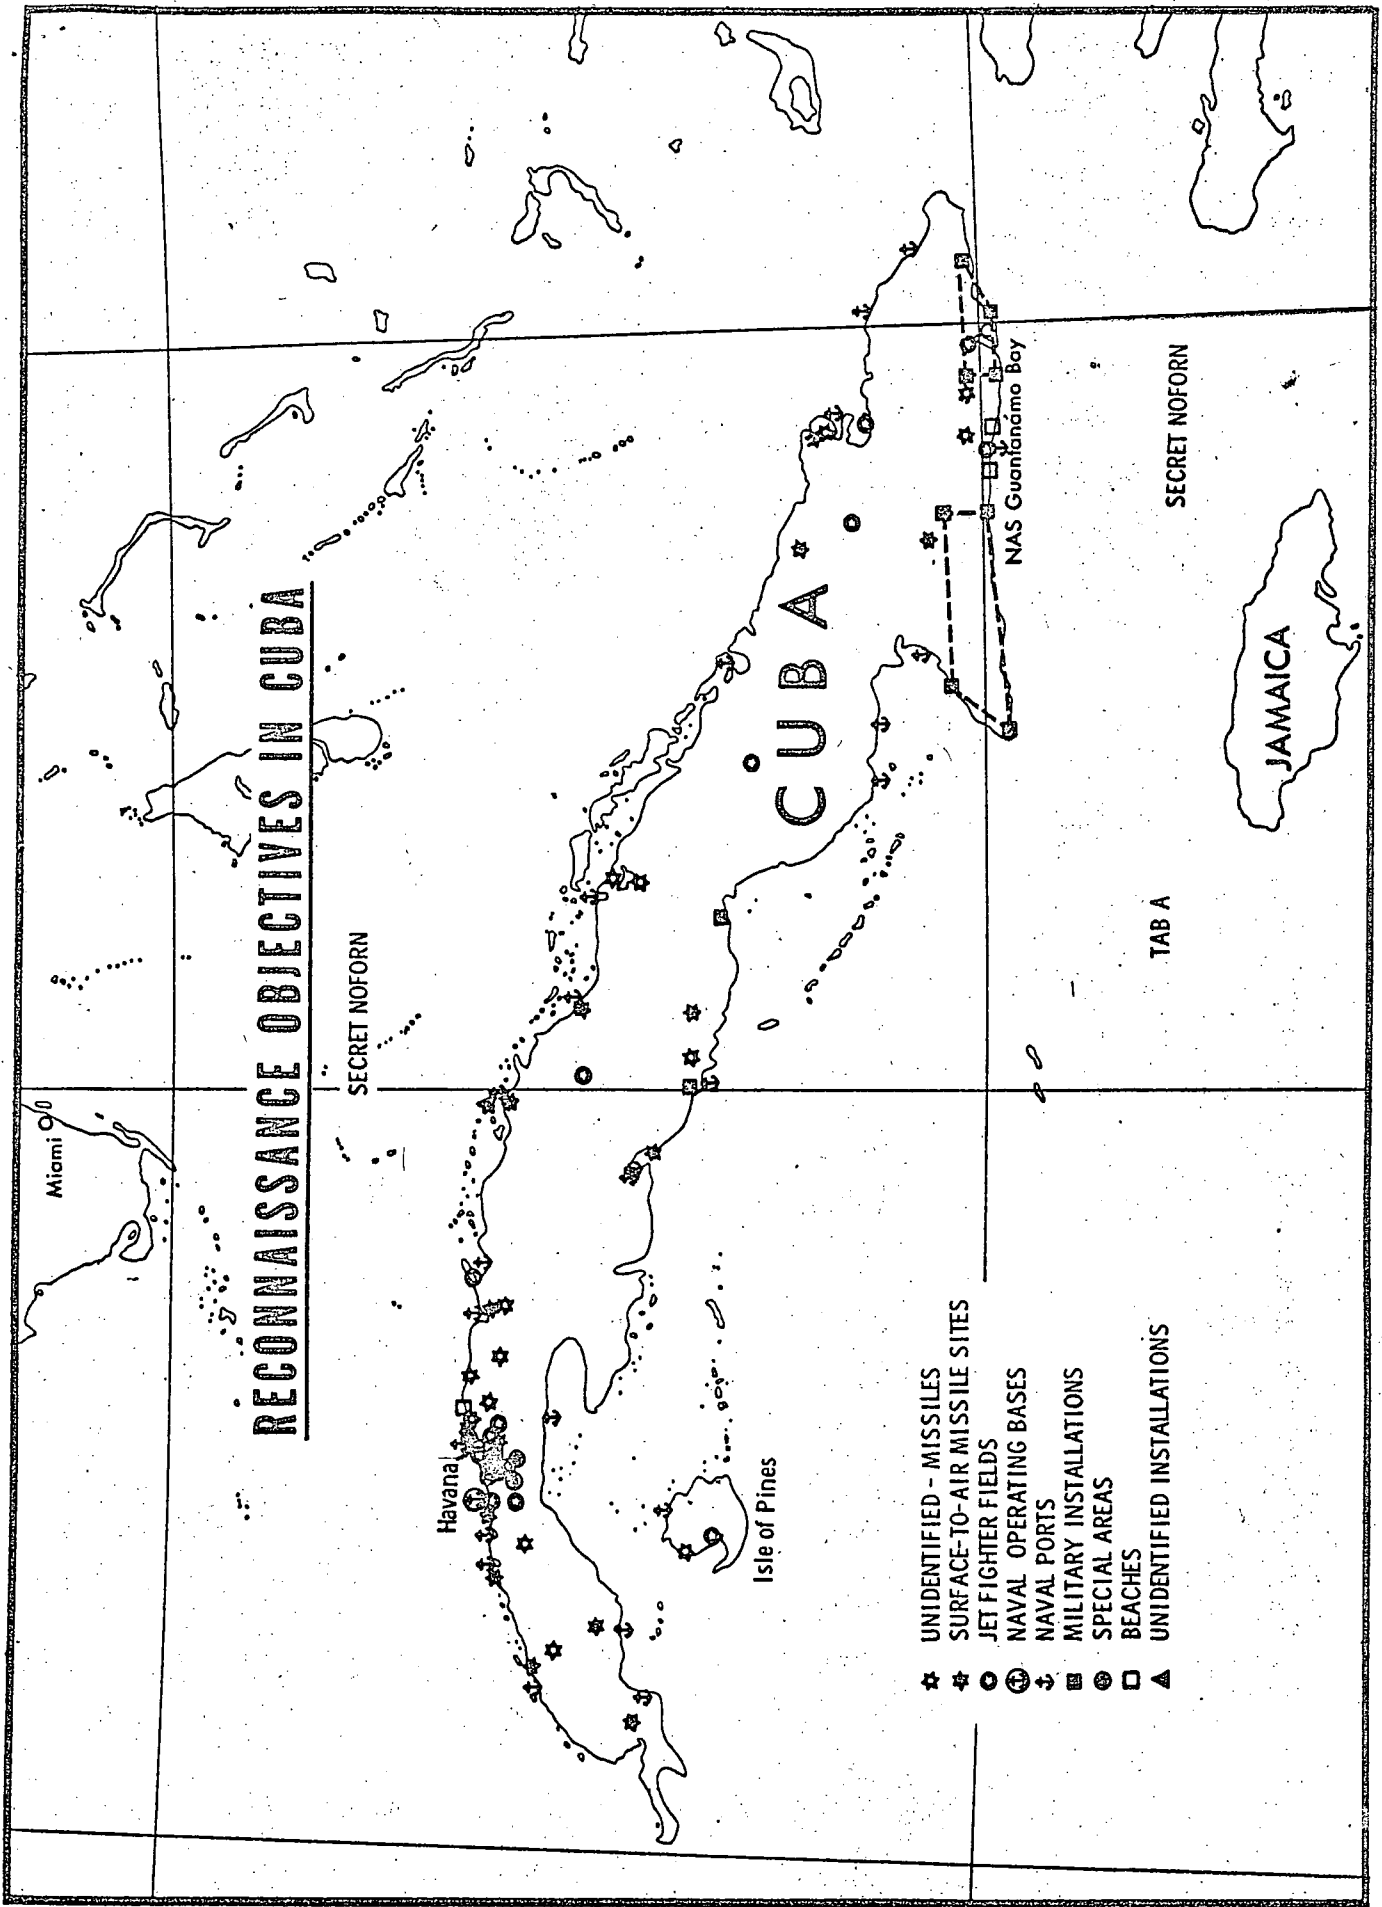 RECONNAISSANCE OBJECTIVES IN CUBA
SECRET NOFORN
Miami
Havana
CUBA
Isle of Pines
NAS Guantánamo Bay
UNIDENTIFIED - MISSILES
SURFACE-TO-AIR MISSILE SITES
JET FIGHTER FIELDS
NAVAL OPERATING BASES
NAVAL PORTS
MILITARY INSTALLATIONS
SPECIAL AREAS
BEACHES
UNIDENTIFIED INSTALLATIONS
TAB A
SECRET NOFORN
JAMAICA